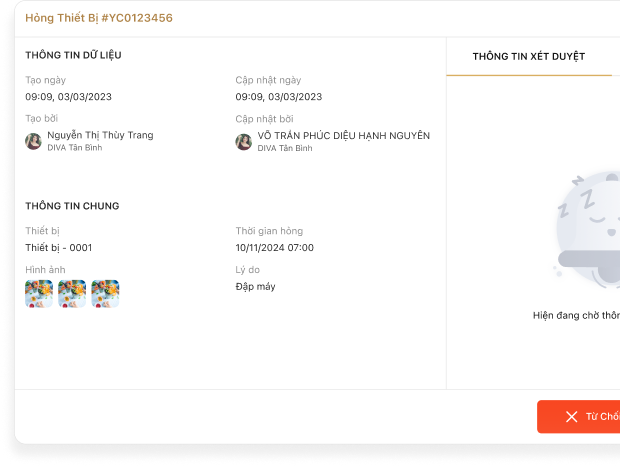 Hỏng Thiết Bị #YC0123456
THÔNG TIN DỮ LIỆU
Tạo ngày
Cập nhật ngày
09:09, 03/03/2023
09:09, 03/03/2023
Tạo bởi
Cập nhật bởi
Nguyễn Thị Thùy Trang
DIVA Tân Bình
VÕ TRẦN PHÚC DIỆU HẠNH NGUYÊN
DIVA Tân Bình
THÔNG TIN CHUNG
Thiết bị
Thời gian hỏng
Thiết bị - 0001
10/11/2024 07:00
Hình ảnh
Lý do
Đập máy
THÔNG TIN XÉT DUYỆT
Z Z Z
Hiện đang chờ
Từ Chối